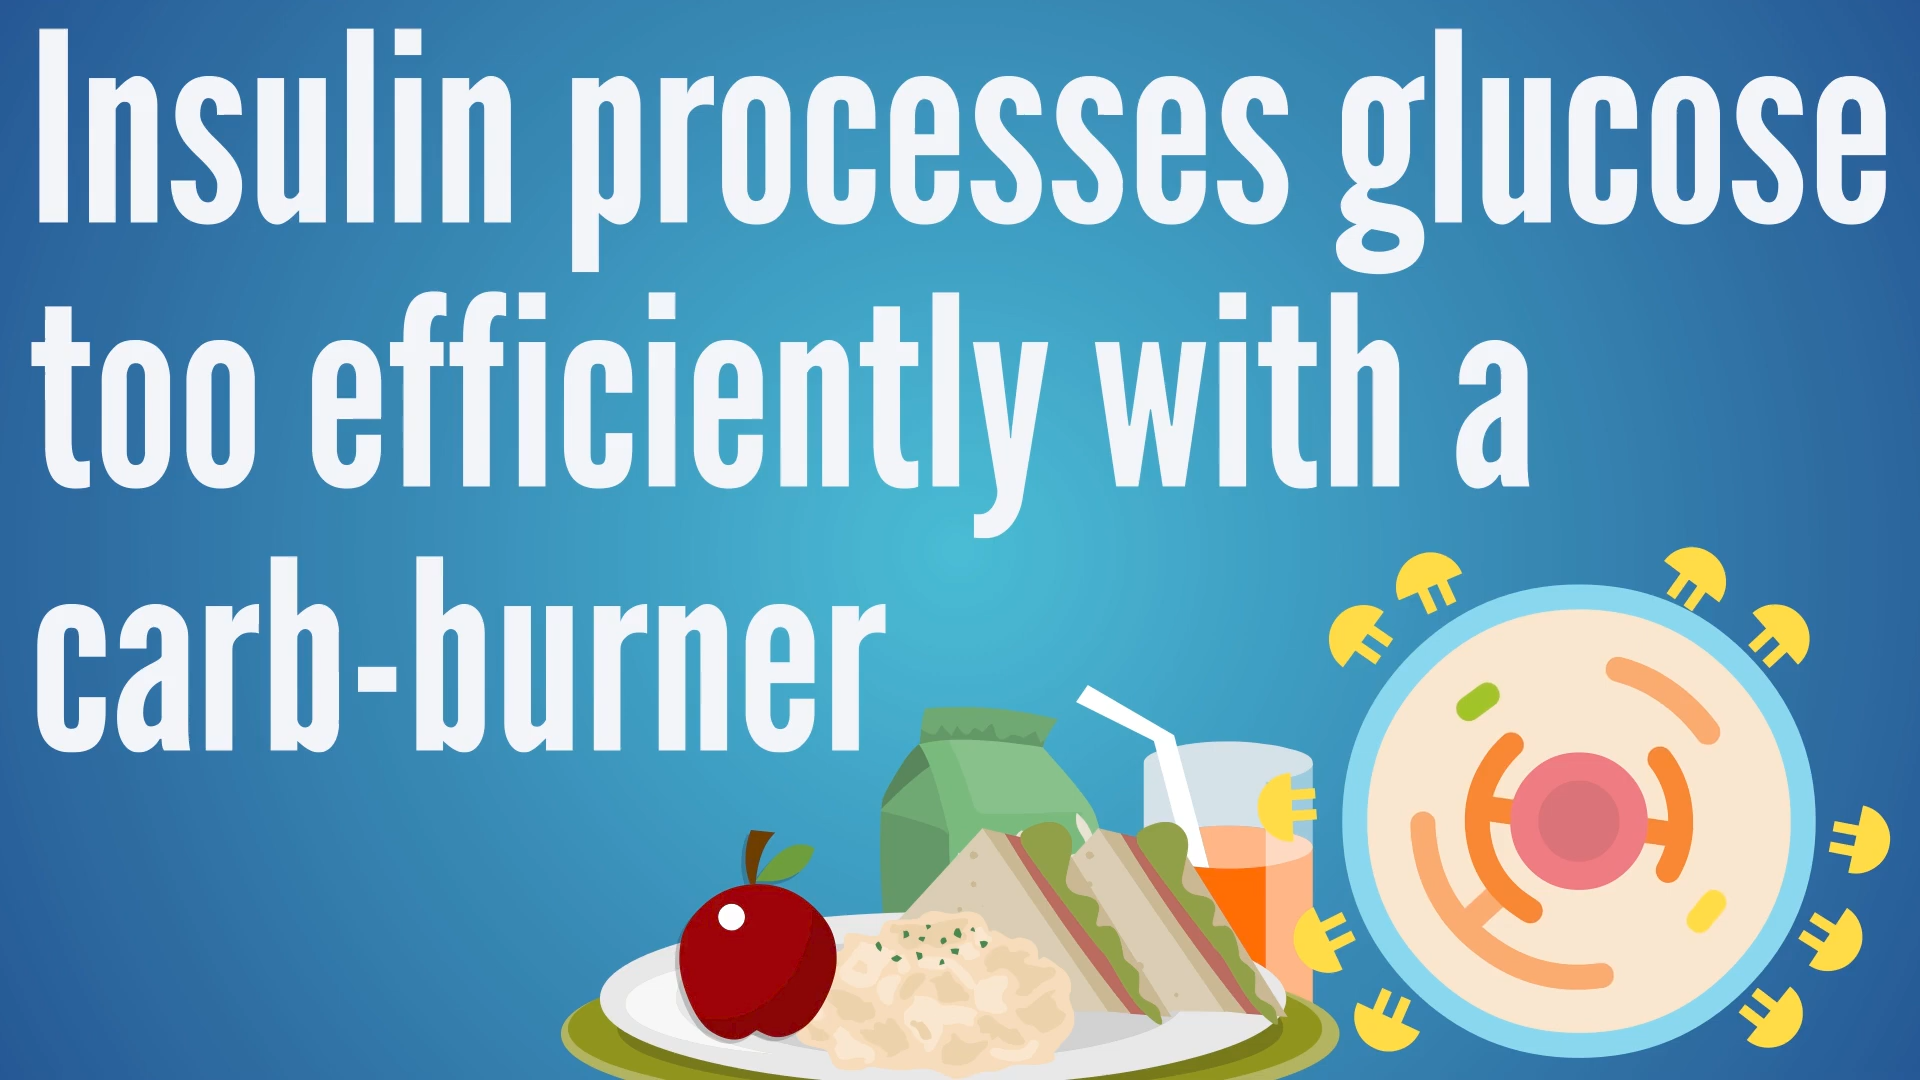 Insulin processes glucose
too efficiently with a
carb-burner